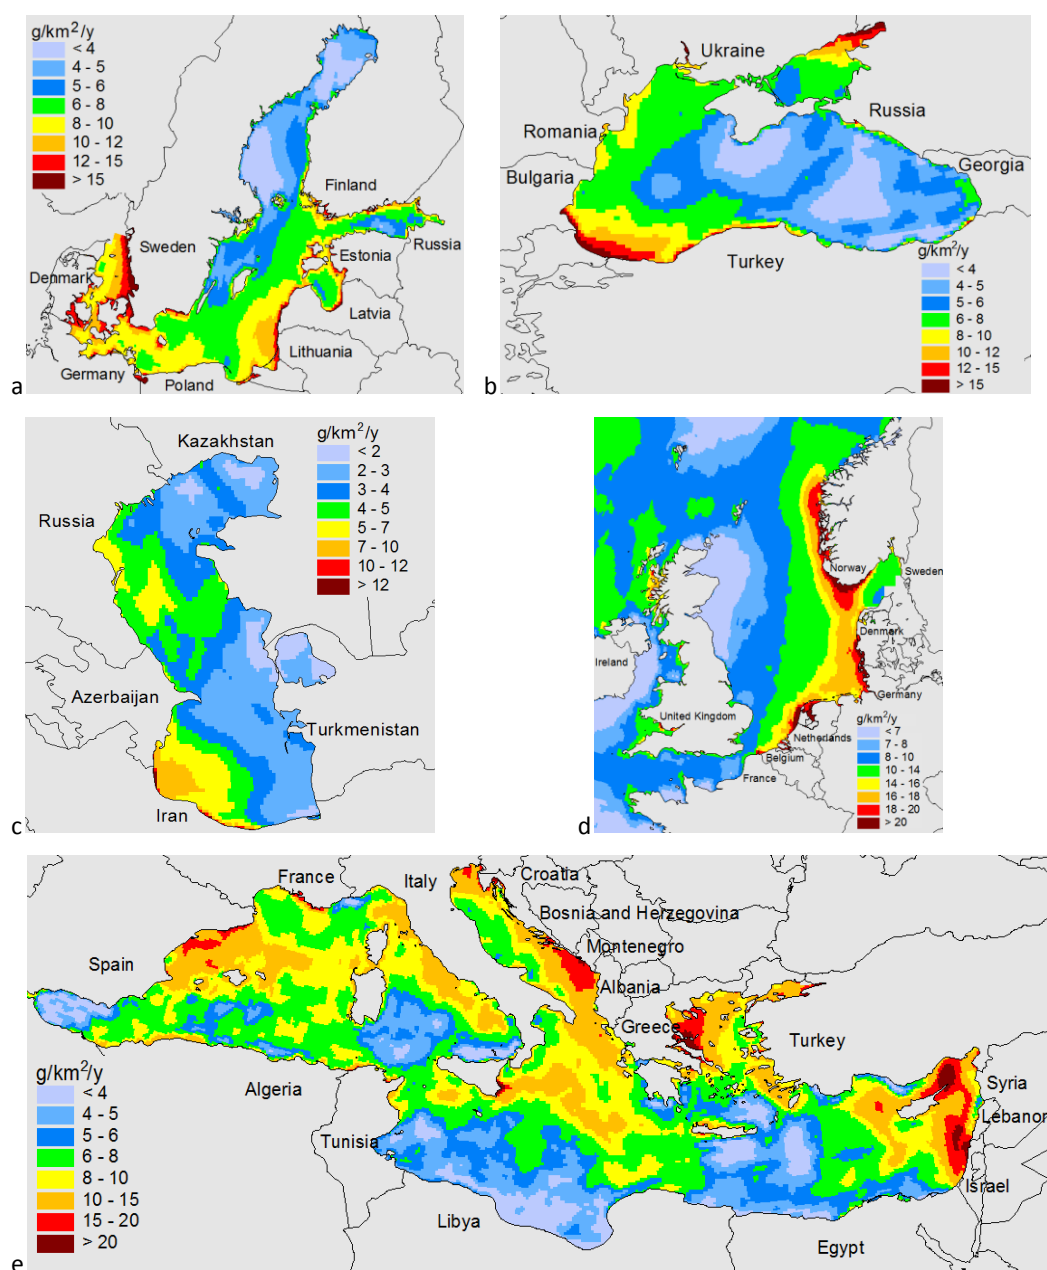 g/km²/y
< 4
4 - 5
5 - 6
6 - 8
8 - 10
10 - 12
12 - 15
> 15
Finland
Sweden
Russia
Estonia
Denmark
Latvia
Lithuania
Germany
Poland
a
Ukraine
Russia
Romania
Georgia
Bulgaria
Turkey
g/km²/y
< 4
4 - 5
5 - 6
6 - 8
8 - 10
10 - 12
12 - 15
> 15
b
Kazakhstan
g/km²/y
< 2
2 - 3
3 - 4
4 - 5
5 - 7
7 - 10
10 - 12
> 12
Russia
Azerbaijan
Turkmenistan
Iran
c
Norway
Sweden
Denmark
Ireland
Germany
United Kingdom
Netherlands
Belgium
France
g/km²/y
< 7
7 - 8
8 - 10
10 - 14
14 - 16
16 - 18
18 - 20
> 20
d
France
Italy
Croatia
Bosnia and Herzegovina
Montenegro
Spain
Albania
Greece
Turkey
Algeria
Syria
Lebanon
Tunisia
Israel
Libya
Egypt
g/km²/y
< 4
4 - 5
5 - 6
6 - 8
8 - 10
10 - 15
15 - 20
> 20
e